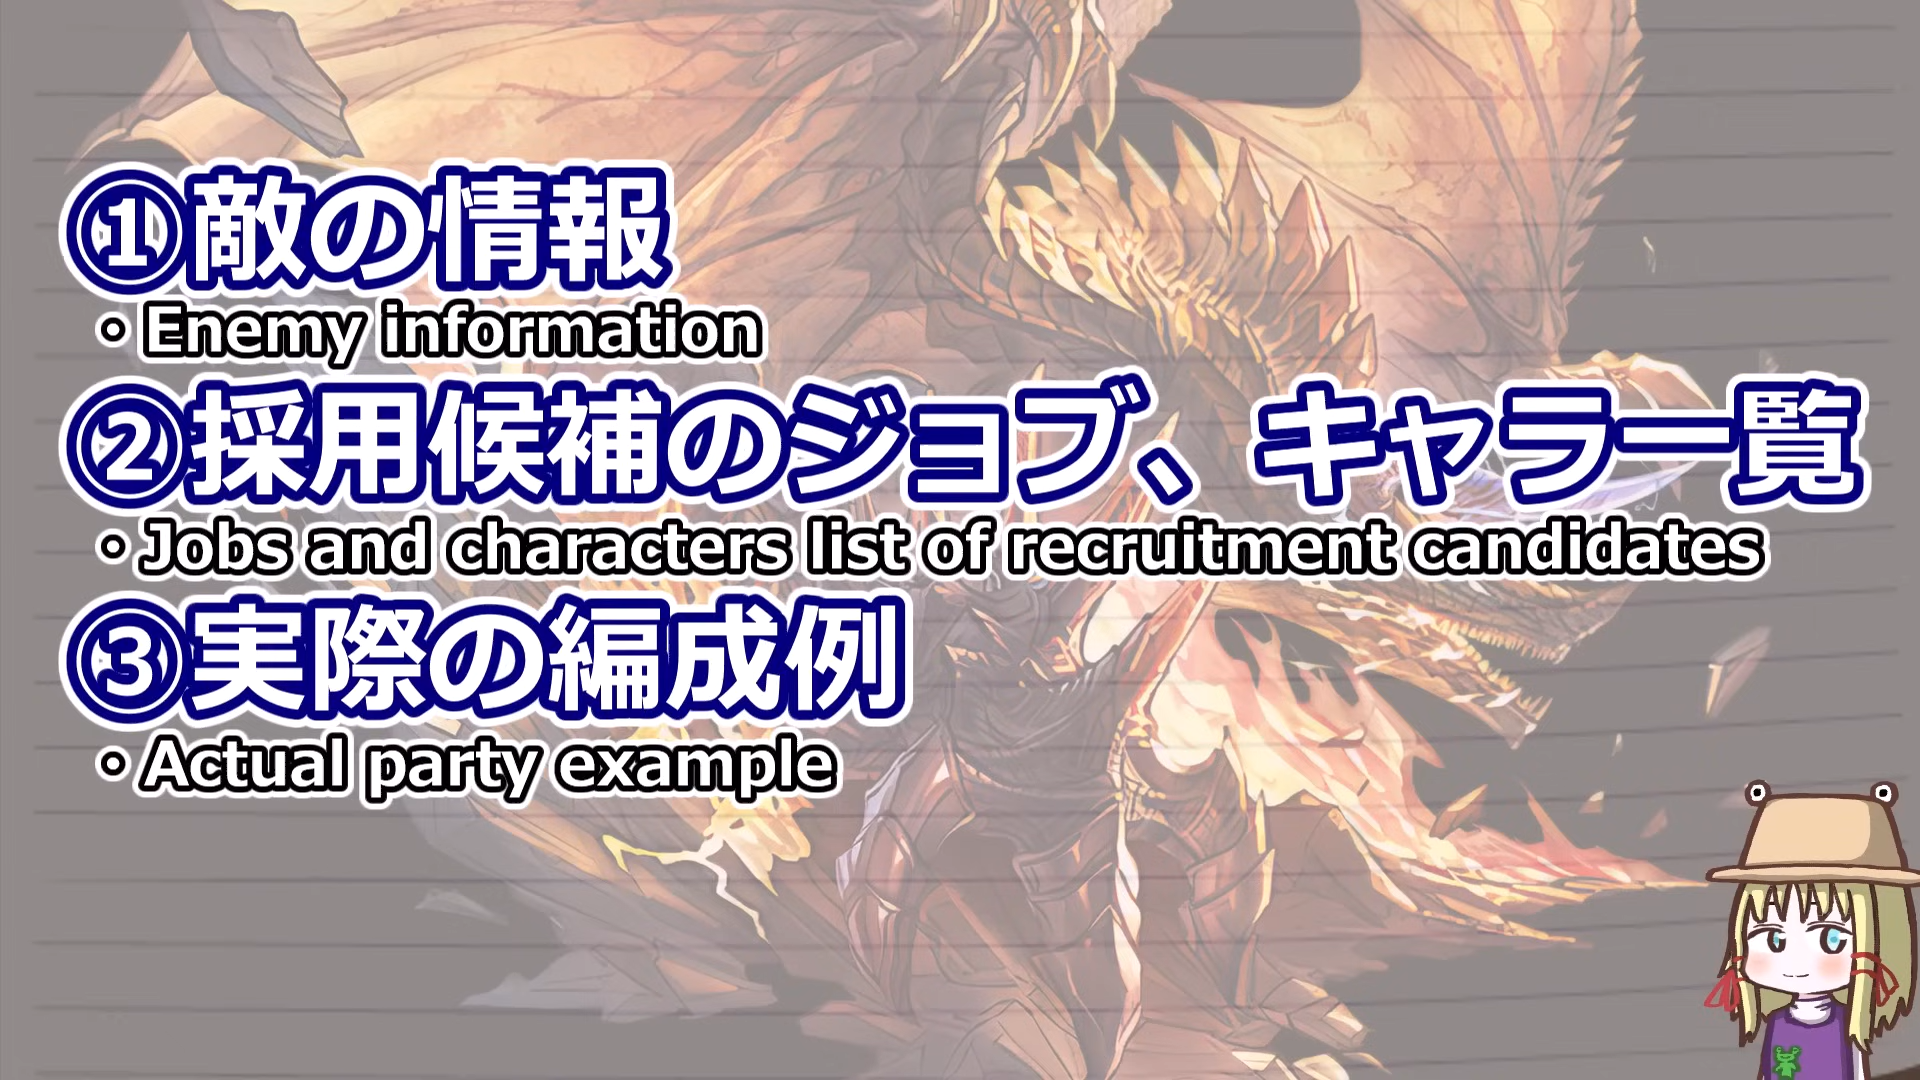 ①敵の情報
・Enemy information
②採用候補のジョブ、キャラ一覧
・Jobs and characters list of recruitment candidates
③実際の編成例
・Actual party example